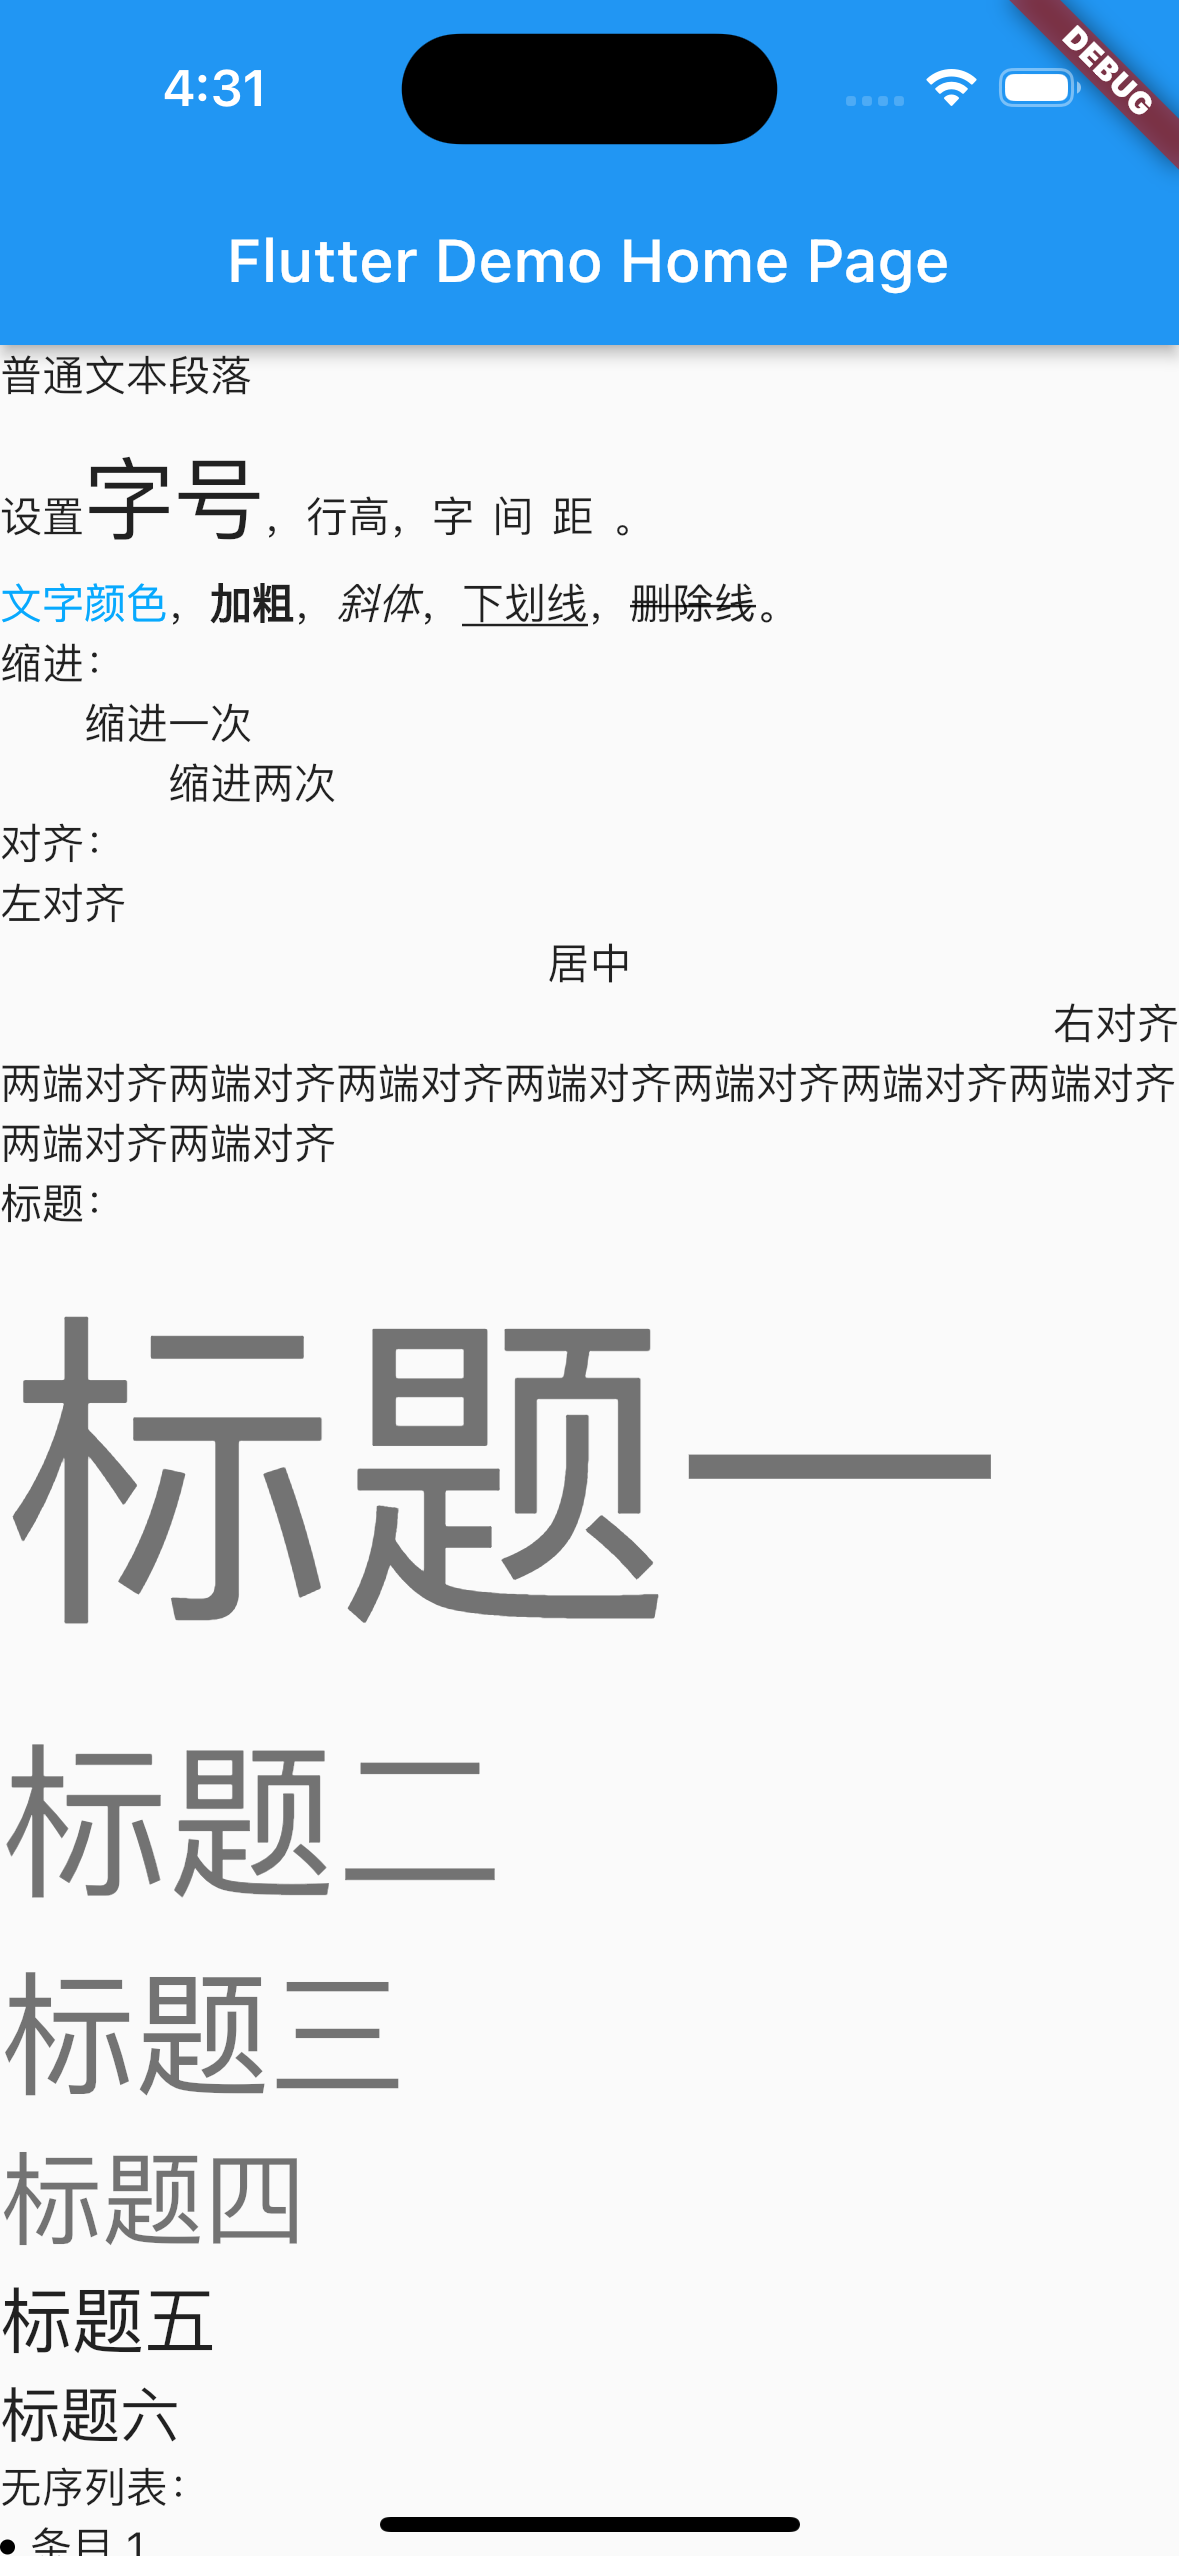 4:31
DEBUG
Flutter Demo Home Page
普通文本段落
设置字号，行高，字 间 距 。
文字颜色，加粗，斜体，下划线，删除线。
缩进：
缩进一次
缩进两次
对齐：
左对齐
居中
右对齐
两端对齐两端对齐两端对齐两端对齐两端对齐两端对齐两端对齐
两端对齐两端对齐
标题：
标题一
标题二
标题三
标题四
标题五
标题六
无序列表：
• 条目 1